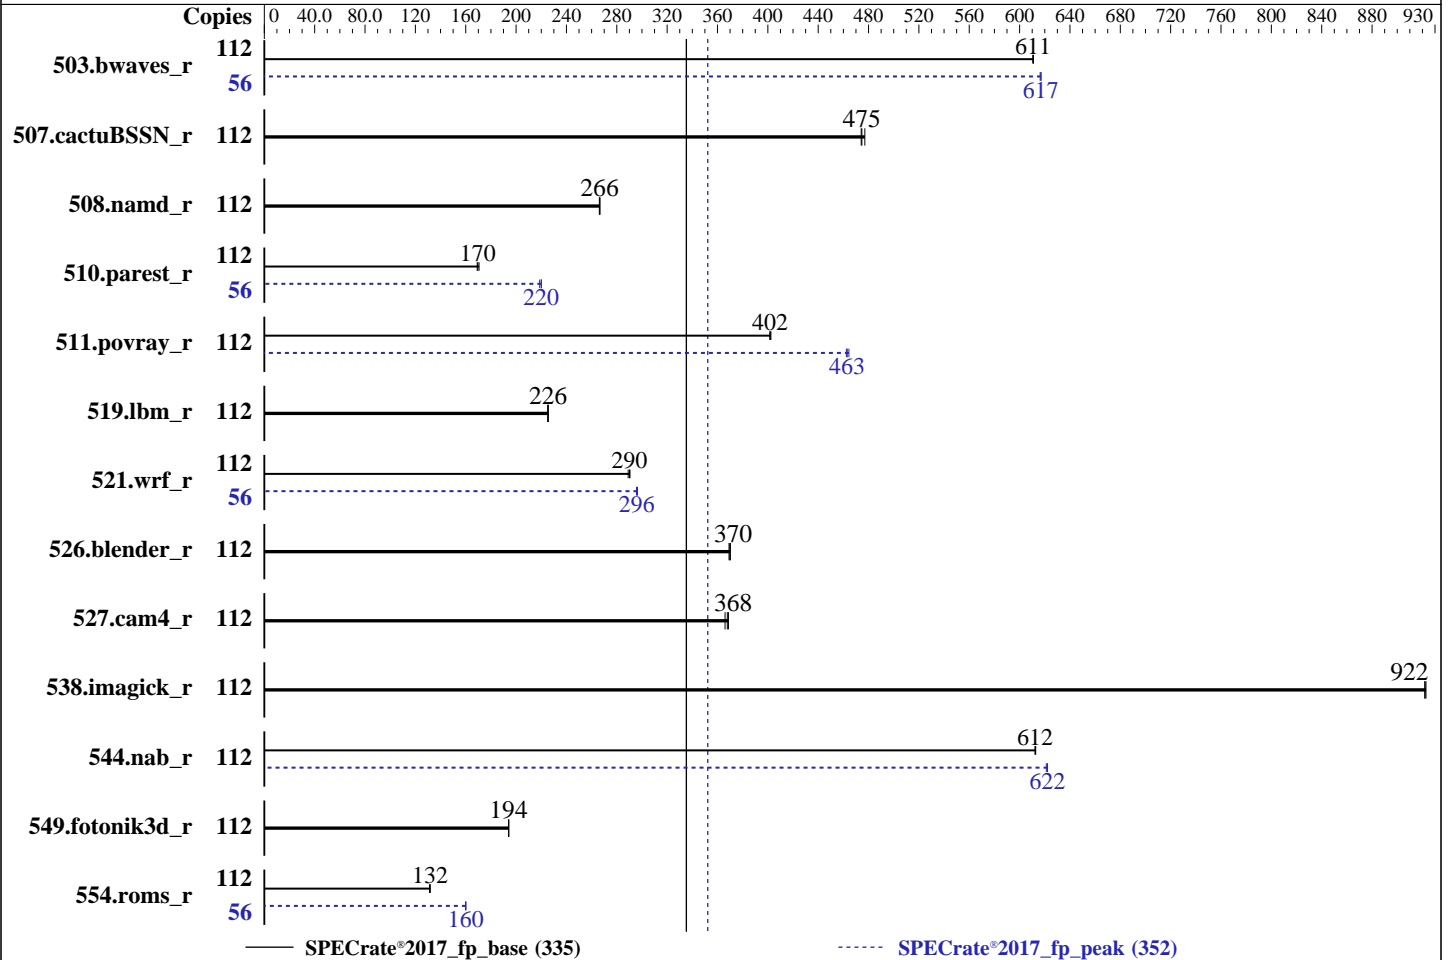 Copies 0 40.0 80.0 120 160 200 240 280 320 360 400 440 480 520 560 600 640 680 720 760 800 840 880 930
503.bwaves_r 112 611
56 617
507.cactuBSSN_r 112 475
508.namd_r 112 266
510.parest_r 112 170
56 220
511.povray_r 112 402
463
519.lbm_r 112 226
521.wrf_r 112 290
56 296
526.blender_r 112 370
527.cam4_r 112 368
538.imagick_r 112 922
544.nab_r 112 612
622
549.fotonik3d_r 112 194
554.roms_r 112 132
56 160
SPECrate®2017_fp_base (335) SPECrate®2017_fp_peak (352)